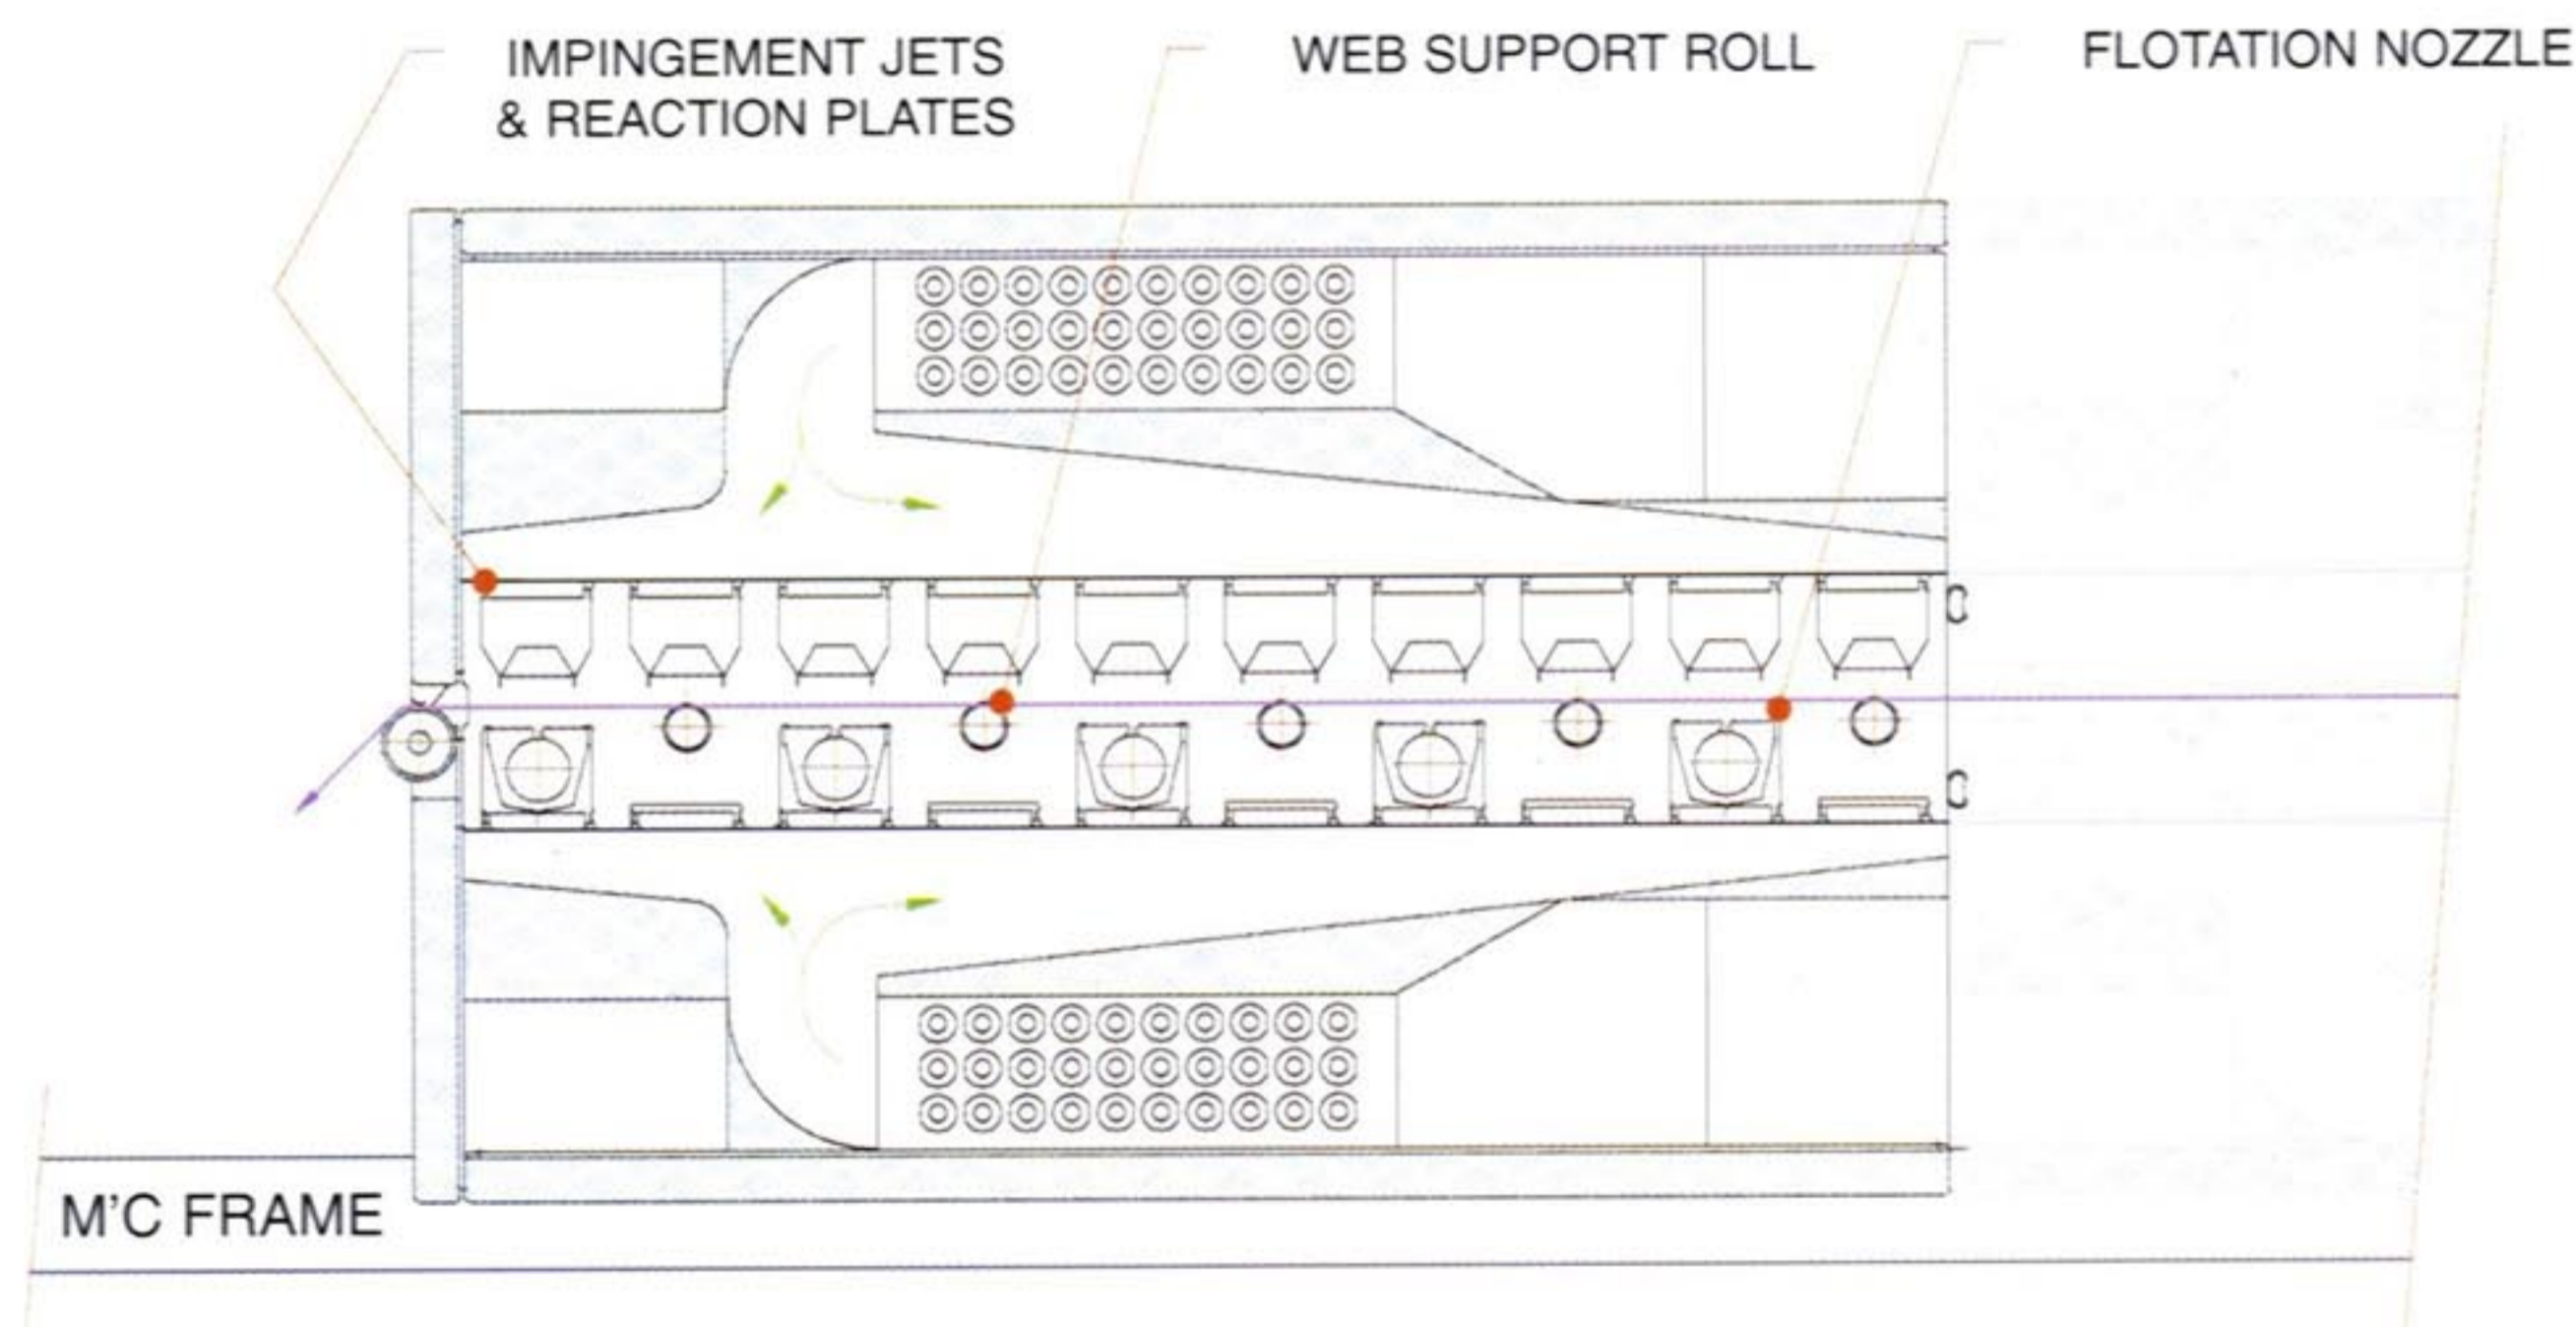 IMPINGEMENT JETS
& REACTION PLATES
WEB SUPPORT ROLL
FLOTATION NOZZLE
M'C FRAME